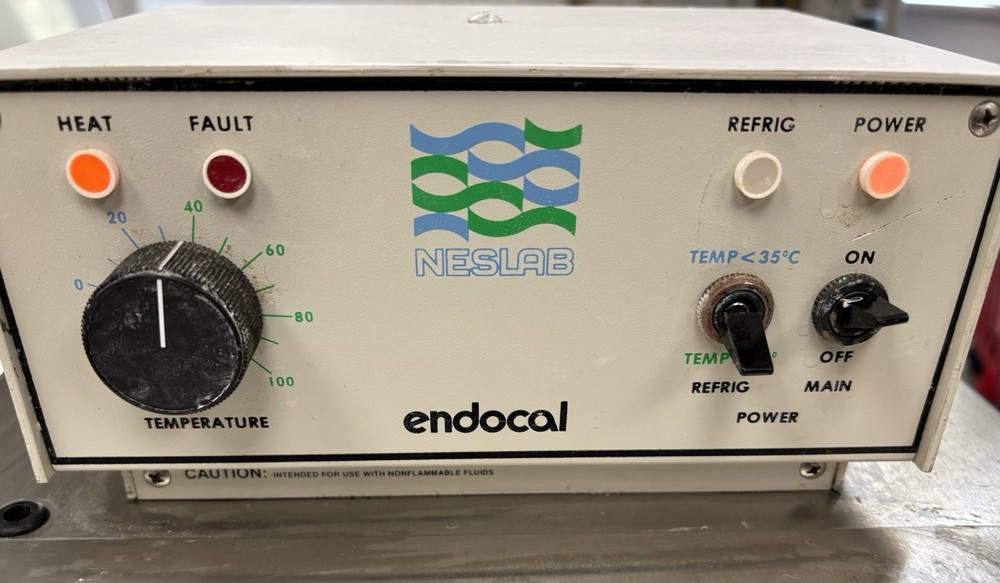 HEAT
FAULT
REFRIG
POWER
0
20
40
60
80
100
TEMPERATURE
NESLAB
endocal
TEMP<35°C
TEMP
REFRIG
ON
OFF
MAIN
POWER
CAUTION: INTENDED FOR USE WITH NONFLAMMABLE FLUIDS